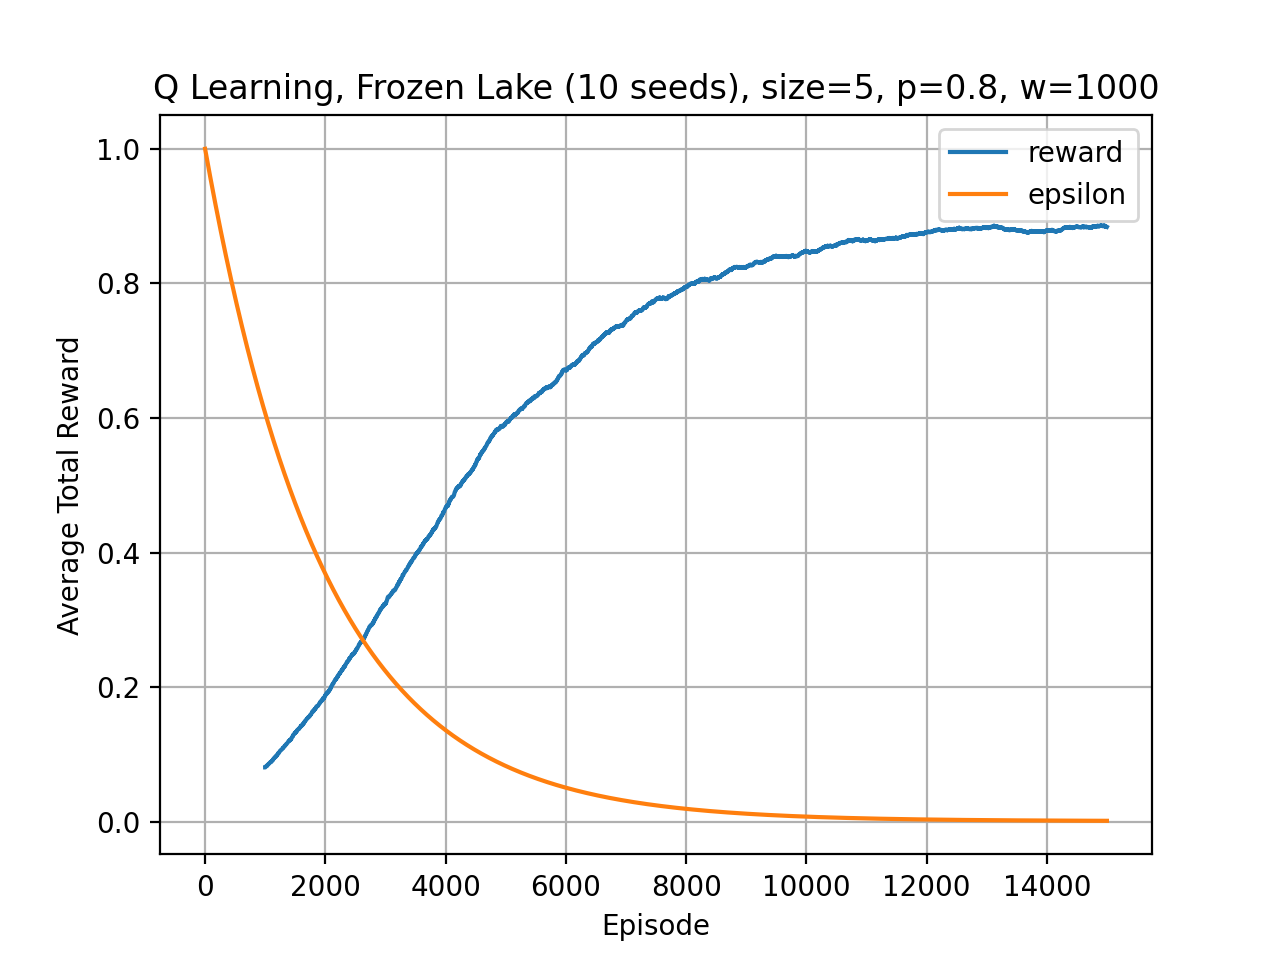 Q Learning, Frozen Lake (10 seeds), size=5, p=0.8, w=1000
reward
epsilon
1.0
0.8
0.6
0.4
0.2
0.0
Average Total Reward
0 2000 4000 6000 8000 10000 12000 14000
Episode